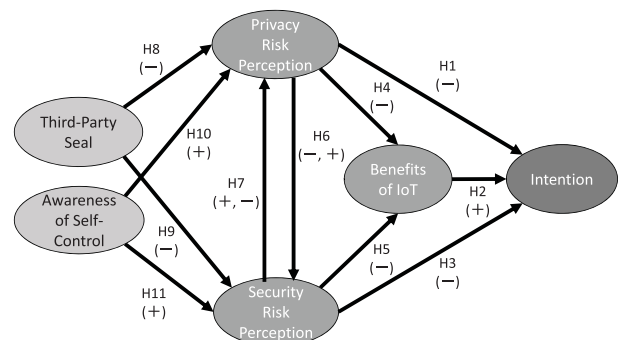 Privacy
Risk
Perception
H8
(−)
H1
(−)
H4
(−)
Third-Party
Seal
H10
(+)
H6
(−, +)
H7
(+, −)
Benefits
of IoT
H2
(+)
Intention
Awareness
of Self-
Control
H9
(−)
H5
(−)
H3
(−)
H11
(+)
Security
Risk
Perception